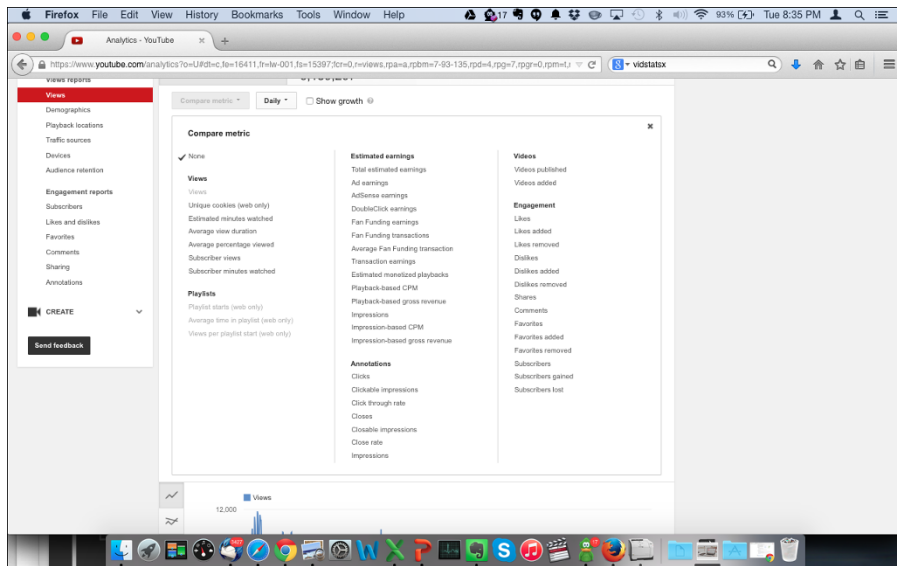 Firefox File Edit View History Bookmarks Tools Window Help 17 93% Tue 8:35 PM
Analytics - YouTube
https://www.youtube.com/analytics?o=U#dt=c,fe=16411,fr=lw-001,fs=15397;fcr=0,r=views,rpa=a,rpbm=7-93-135,rpd=4,rpg=7,rpgr=0,rpm=t,r vidstatsx
Views reports
Views
Demographics
Playback locations
Traffic sources
Devices
Audience retention
Engagement reports
Subscribers
Likes and dislikes
Favorites
Comments
Sharing
Annotations
CREATE
Send feedback
Compare metric Daily Show growth
Compare metric
None
Views
Views
Unique cookies (web only)
Estimated minutes watched
Average view duration
Average percentage viewed
Subscriber views
Subscriber minutes watched
Playlists
Playlist starts (web only)
Average time in playlist (web only)
Views per playlist start (web only)
Estimated earnings
Total estimated earnings
Ad earnings
AdSense earnings
DoubleClick earnings
Fan Funding earnings
Fan Funding transactions
Average Fan Funding transaction
Transaction earnings
Estimated monetized playbacks
Playback-based CPM
Playback-based gross revenue
Impressions
Impression-based CPM
Impression-based gross revenue
Annotations
Clicks
Clickable impressions
Click through rate
Closes
Closable impressions
Close rate
Impressions
Videos
Videos published
Videos added
Engagement
Likes
Likes added
Likes removed
Dislikes
Dislikes added
Dislikes removed
Shares
Comments
Favorites
Favorites added
Favorites removed
Subscribers
Subscribers gained
Subscribers lost
Views
12,000